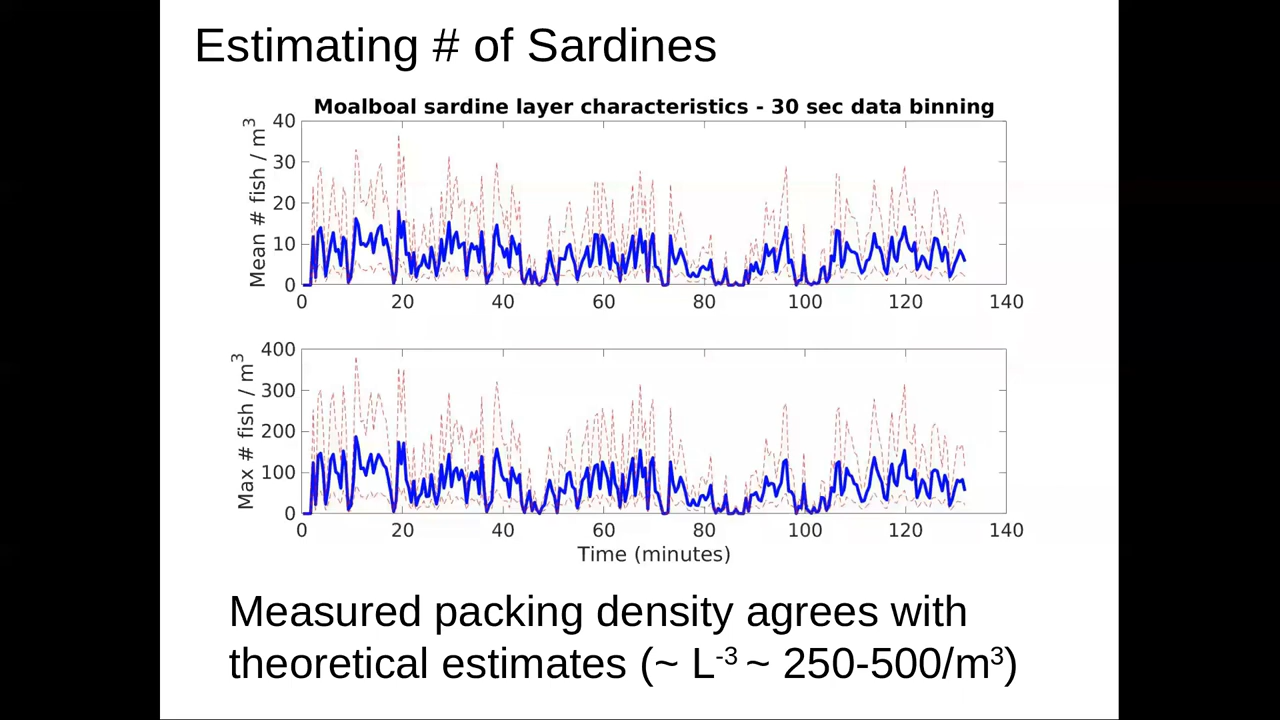 Estimating # of Sardines
Moalboal sardine layer characteristics - 30 sec data binning
Mean # fish / m³
40
30
20
10
0
0 20 40 60 80 100 120 140
Max # fish / m³
400
300
200
100
0
0 20 40 60 80 100 120 140
Time (minutes)
Measured packing density agrees with
theoretical estimates (~ L⁻³ ~ 250-500/m³)